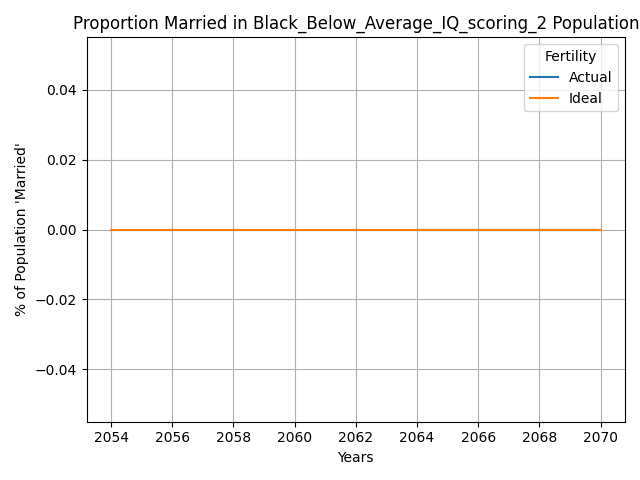 Proportion Married in Black_Below_Average_IQ_scoring_2 Population
Fertility
Actual
Ideal
0.04
0.02
0.00
−0.02
−0.04
% of Population 'Married'
2054 2056 2058 2060 2062 2064 2066 2068 2070
Years